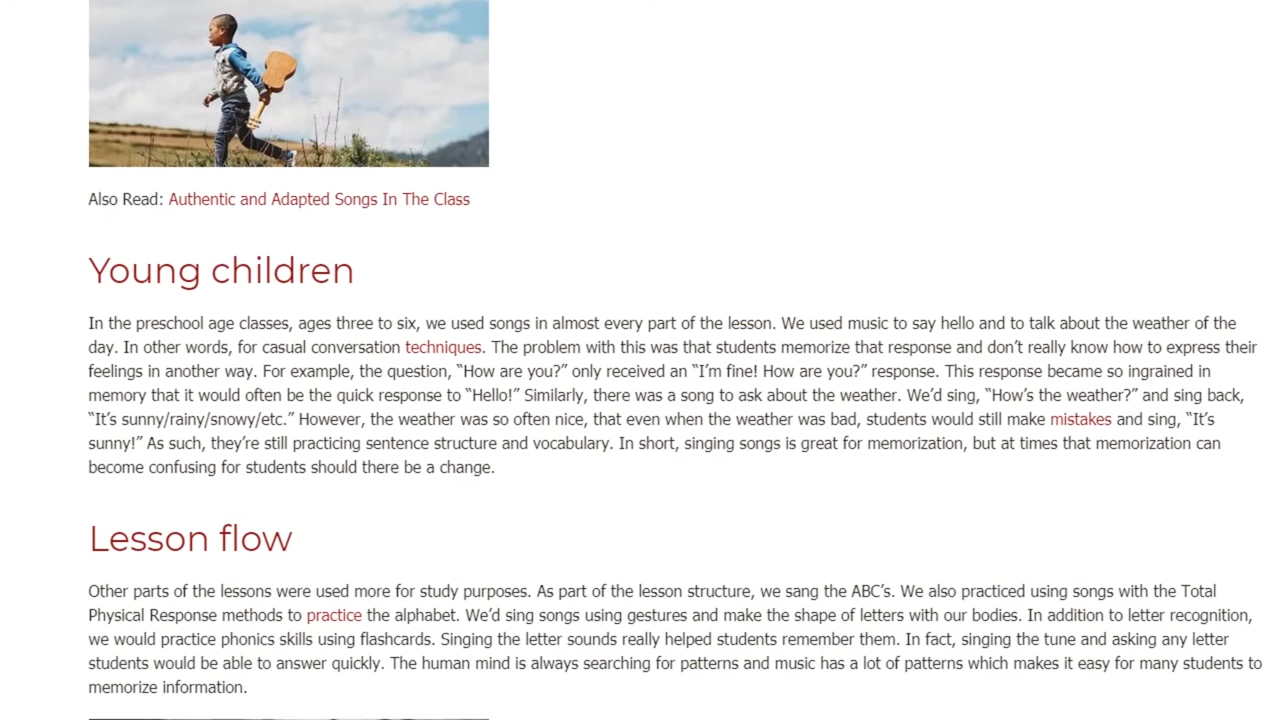 Also Read: Authentic and Adapted Songs In The Class
Young children
In the preschool age classes, ages three to six, we used songs in almost every part of the lesson. We used music to say hello and to talk about the weather of the
day. In other words, for casual conversation techniques. The problem with this was that students memorize that response and don’t really know how to express their
feelings in another way. For example, the question, “How are you?” only received an “I’m fine! How are you?” response. This response became so ingrained in
memory that it would often be the quick response to “Hello!” Similarly, there was a song to ask about the weather. We’d sing, “How’s the weather?” and sing back,
“It’s sunny/rainy/snowy/etc.” However, the weather was so often nice, that even when the weather was bad, students would still make mistakes and sing, “It’s
sunny!” As such, they’re still practicing sentence structure and vocabulary. In short, singing songs is great for memorization, but at times that memorization can
become confusing for students should there be a change.
Lesson flow
Other parts of the lessons were used more for study purposes. As part of the lesson structure, we sang the ABC’s. We also practiced using songs with the Total
Physical Response methods to practice the alphabet. We’d sing songs using gestures and make the shape of letters with our bodies. In addition to letter recognition,
we would practice phonics skills using flashcards. Singing the letter sounds really helped students remember them. In fact, singing the tune and asking any letter
students would be able to answer quickly. The human mind is always searching for patterns and music has a lot of patterns which makes it easy for many students to
memorize information.